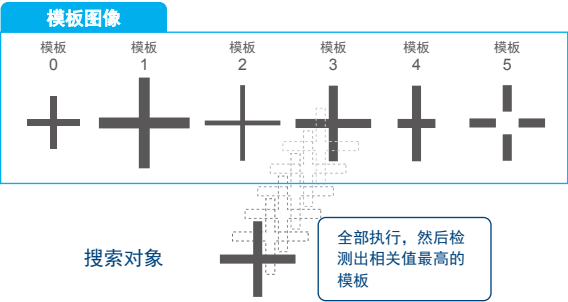 模板图像
模板 模板 模板 模板 模板 模板
0 1 2 3 4 5
搜索对象
全部执行，然后检
测出相关值最高的
模板